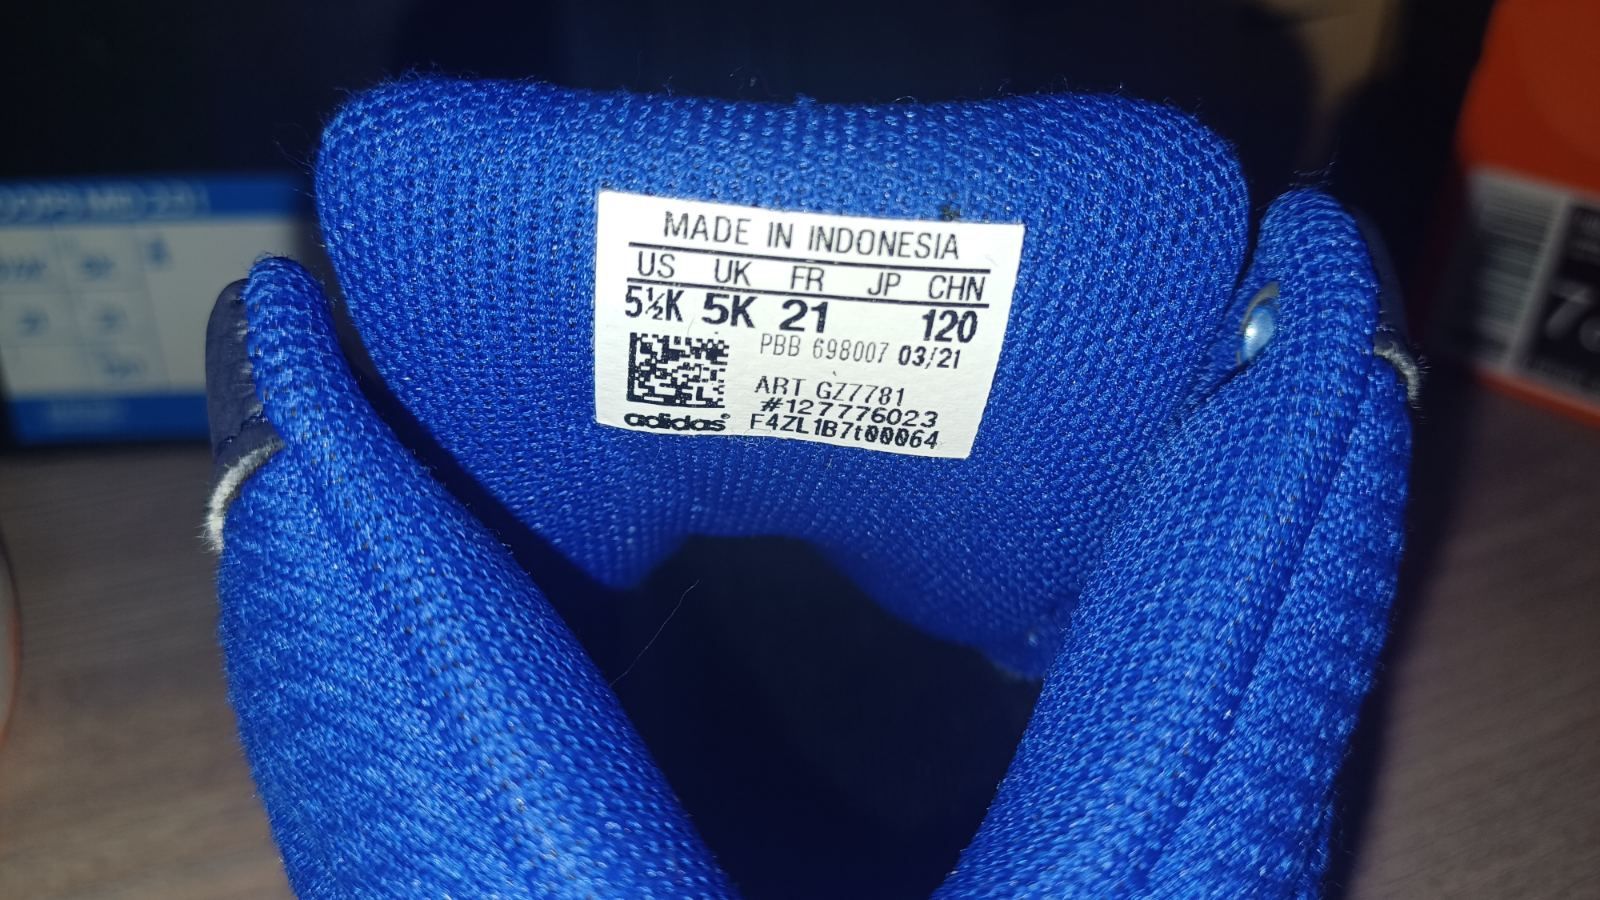 MADE IN INDONESIA
US UK FR JP CHN
5½K 5K 21 120
PBB 698007 03/21
ART GZ7781
#127776023
adidas F4ZL1B7t00064